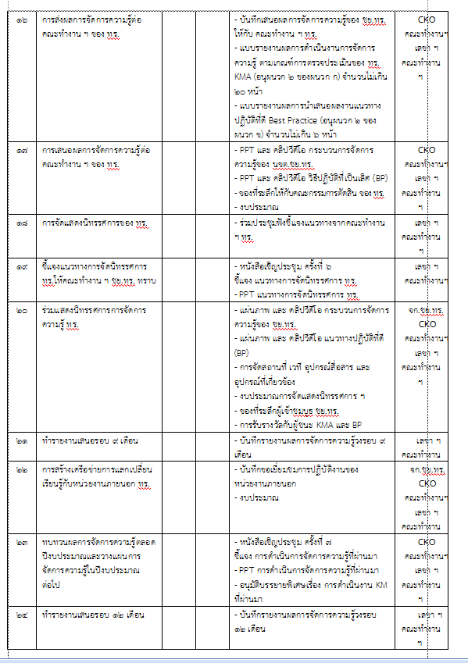 ๑๖
การส่งผลการจัดการความรู้ต่อ
คณะทำงาน ฯ ของ ทร.
- บันทึกเสนอผลการจัดการความรู้ของ ชย.ทร.
ให้กับ คณะทำงาน ฯ ทร.
- แบบรายงานผลการดำเนินงานการจัดการ
ความรู้ ตามเกณฑ์การตรวจประเมินของ ทร.
KMA (อนุผนวก ๒ ของผนวก ก) จำนวนไม่เกิน
๒๐ หน้า
- แบบรายงานผลการนำเสนอผลงานแนวทาง
ปฏิบัติที่ดี Best Practice (อนุผนวก ๒ ของ
ผนวก ข) จำนวนไม่เกิน ๖ หน้า
CKO
คณะทำงานฯ
เลขา ฯ
คณะทำงาน
ฯ
๑๗
การเสนอผลการจัดการความรู้ต่อ
คณะทำงาน ฯ ของ ทร.
- PPT และ คลิปวีดีโอ กระบวนการจัดการ
ความรู้ของ นขต.ชย.ทร.
- PPT และ คลิปวีดีโอ วิธีปฏิบัติที่เป็นเลิศ (BP)
- ของที่ระลึกให้กับคณะกรรมการตัดสิน ของ ทร.
- งบประมาณ
CKO
คณะทำงานฯ
เลขา ฯ
คณะทำงาน
ฯ
๑๘
การจัดแสดงนิทรรศการของ ทร.
- ร่วมประชุมฟังชี้แจงแนวทางจากคณะทำงาน
ฯ ทร.
เลขา ฯ
คณะทำงาน
ฯ
๑๙
ชี้แจงแนวทางการจัดนิทรรศการ
ทร.ให้คณะทำงาน ฯ ชย.ทร. ทราบ
- หนังสือเชิญประชุม ครั้งที่ ๖
ชี้แจง แนวทางการจัดนิทรรศการ ทร.
- PPT แนวทางการจัดนิทรรศการ ทร.
เลขา ฯ
คณะทำงาน
ฯ
๒๐
ร่วมแสดงนิทรรศการการจัดการ
ความรู้ ทร.
- แผ่นภาพ และ คลิปวีดีโอ กระบวนการจัดการ
ความรู้ของ ชย.ทร.
- แผ่นภาพ และ คลิปวีดีโอ แนวทางปฏิบัติที่ดี
(BP)
- การจัดสถานที่ เวที อุปกรณ์สื่อสาร และ
อุปกรณ์ที่เกี่ยวข้อง
- งบประมาณการจัดแสดงนิทรรศการ ฯ
- ของที่ระลึกผู้เข้าชมบูธ ชย.ทร.
- การรับรางวัลกับผู้ชนะ KMA และ BP
จก.ชย.ทร.
CKO
คณะทำงานฯ
เลขา ฯ
คณะทำงาน
ฯ
๒๑
ทำรายงานเสนอรอบ ๙ เดือน
- บันทึกรายงานผลการจัดการความรู้วงรอบ ๙
เดือน
เลขา ฯ
คณะทำงาน
๒๒
การสร้างเครือข่ายการแลกเปลี่ยน
เรียนรู้กับหน่วยงานภายนอก ทร.
- บันทึกขอเยี่ยมชมการปฏิบัติงานของ
หน่วยงานภายนอก
- งบประมาณ
จก.ชย.ทร.
CKO
คณะทำงานฯ
เลขา ฯ
คณะทำงาน
๒๓
ทบทวนผลการจัดการความรู้ตลอด
ปีงบประมาณและวางแผนการ
จัดการความรู้ในปีงบประมาณ
ต่อไป
- หนังสือเชิญประชุม ครั้งที่ ๗
ชี้แจง การดำเนินการจัดการความรู้ที่ผ่านมา
- PPT การดำเนินการจัดการความรู้ที่ผ่านมา
- อนุมัติบรรยายพิเศษเรื่อง การดำเนินงาน KM
ที่ผ่านมา
CKO
คณะทำงานฯ
เลขา ฯ
คณะทำงาน
ฯ
๒๔
ทำรายงานเสนอรอบ ๑๒ เดือน
- บันทึกรายงานผลการจัดการความรู้วงรอบ
๑๒ เดือน
เลขา ฯ
คณะทำงาน
ฯ